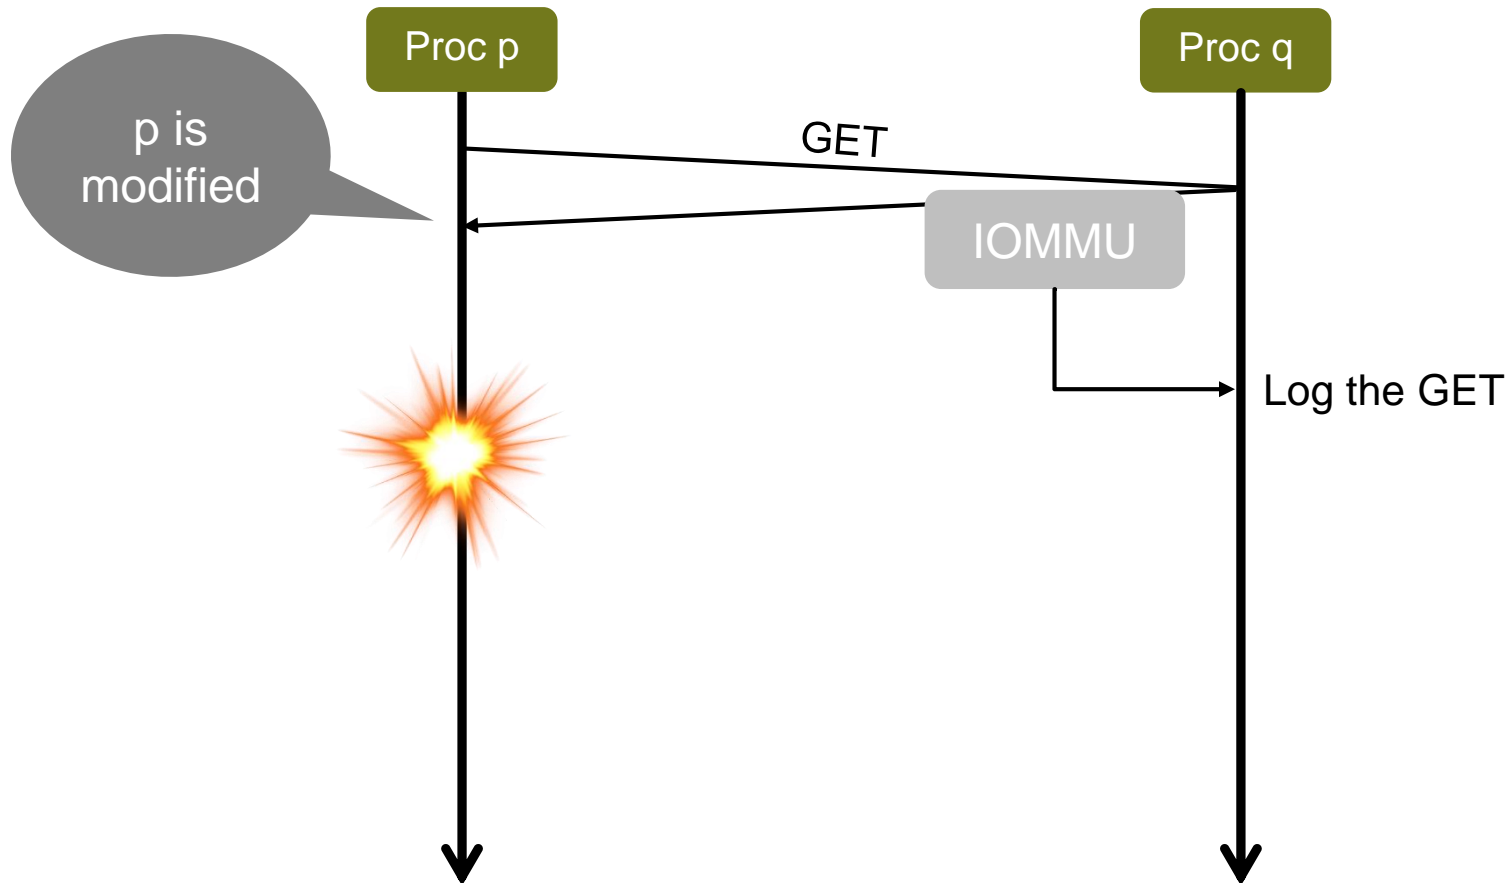 Proc p
Proc q
p is
modified
GET
IOMMU
Log the GET